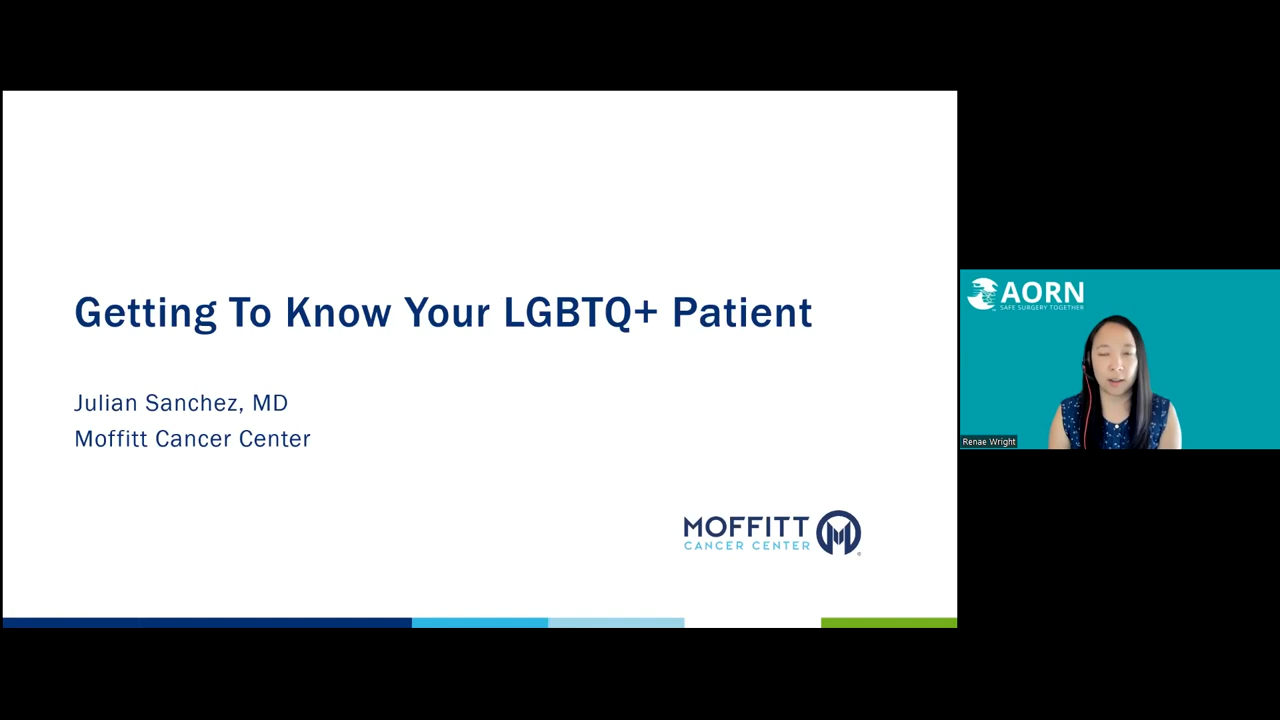 Getting To Know Your LGBTQ+ Patient
Julian Sanchez, MD
Moffitt Cancer Center
MOFFITT
CANCER CENTER
®
AORN
SAFE SURGERY TOGETHER
Renae Wright